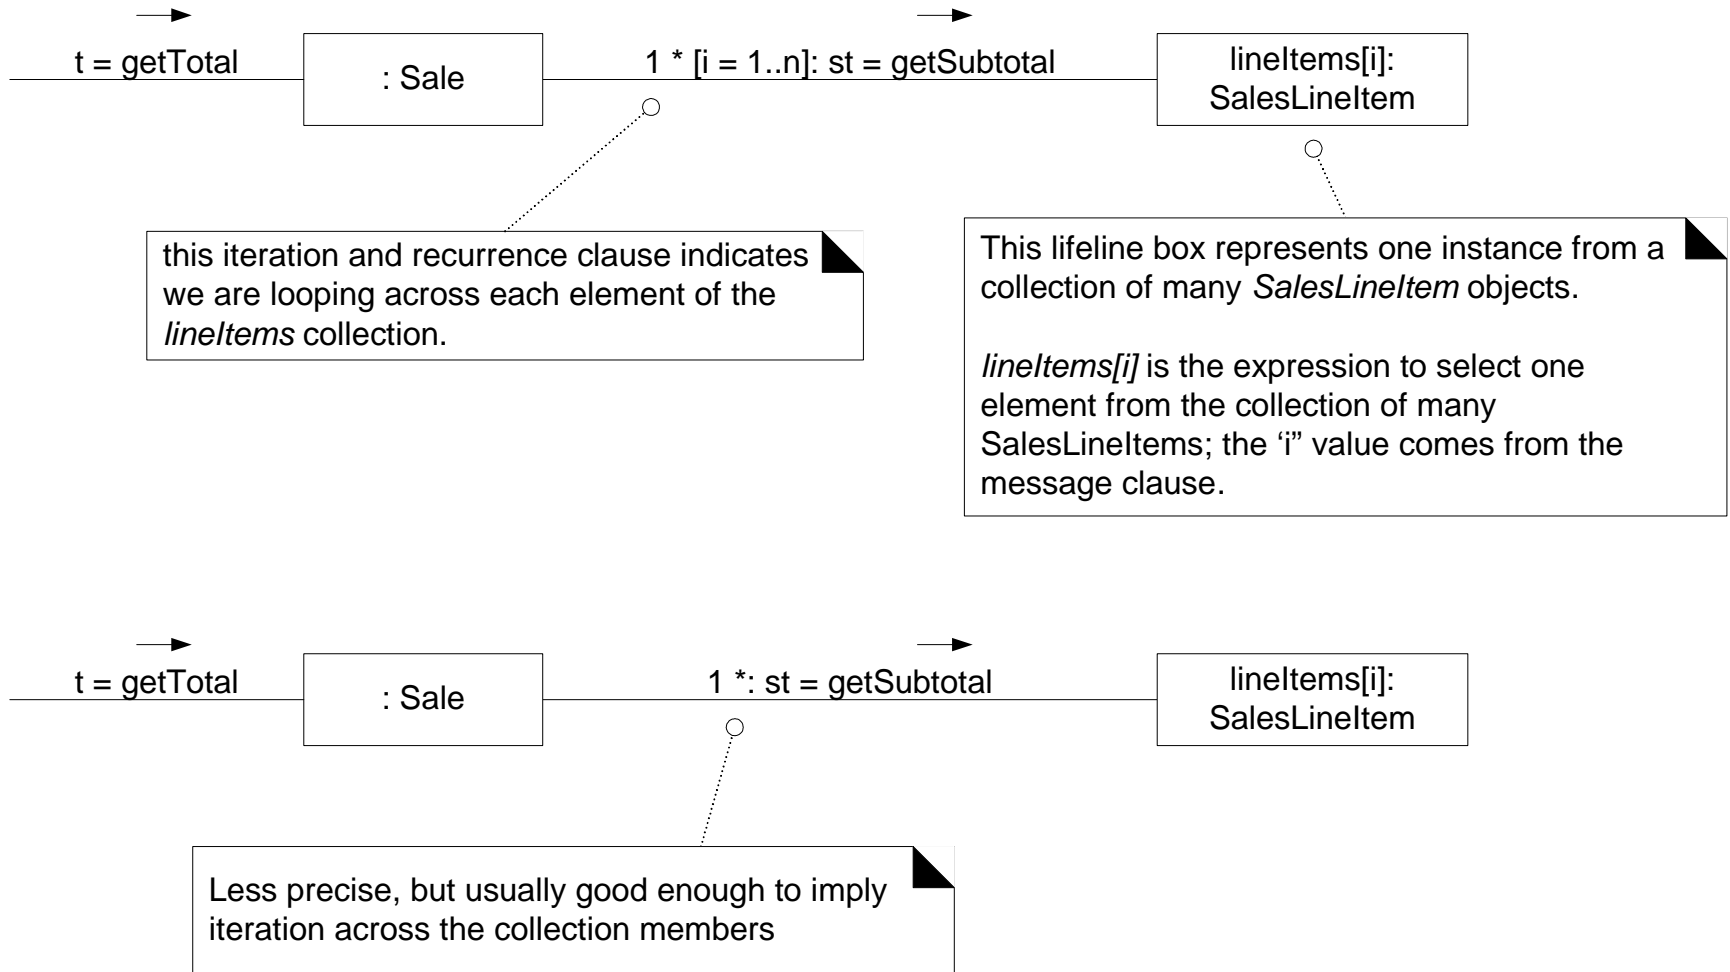 t = getTotal
: Sale
1 * [i = 1..n]: st = getSubtotal
lineItems[i]:
SalesLineItem
this iteration and recurrence clause indicates
we are looping across each element of the
lineItems collection.
This lifeline box represents one instance from a
collection of many SalesLineItem objects.
lineItems[i] is the expression to select one
element from the collection of many
SalesLineItems; the ‘i” value comes from the
message clause.
t = getTotal
: Sale
1 *: st = getSubtotal
lineItems[i]:
SalesLineItem
Less precise, but usually good enough to imply
iteration across the collection members